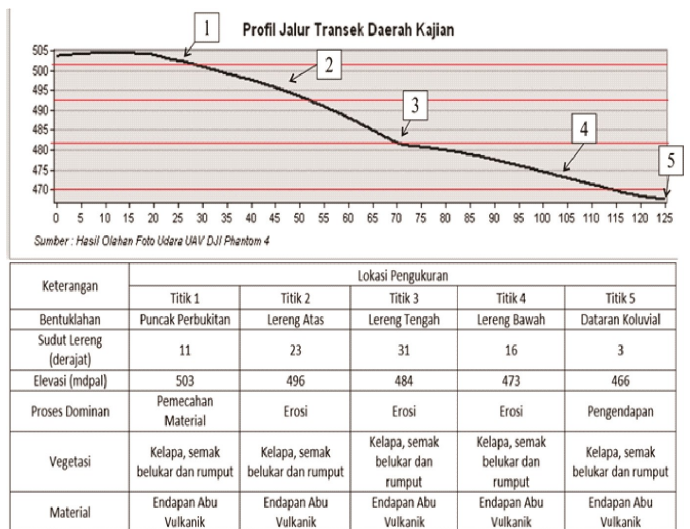 1
Profil Jalur Transek Daerah Kajian
2
3
4
5
505
500
495
490
485
480
475
470
0 5 10 15 20 25 30 35 40 45 50 55 60 65 70 75 80 85 90 95 100 105 110 115 120 125
Sumber : Hasil Olahan Foto Udara UAV DJI Phantom 4
Keterangan
Lokasi Pengukuran
Titik 1 Titik 2 Titik 3 Titik 4 Titik 5
Bentuklahan Puncak Perbukitan Lereng Atas Lereng Tengah Lereng Bawah Dataran Koluvial
Sudut Lereng
(derajat)
11 23 31 16 3
Elevasi (mdpal) 503 496 484 473 466
Proses Dominan
Pemecahan
Material
Erosi Erosi Erosi Pengendapan
Vegetasi
Kelapa, semak
belukar dan rumput
Kelapa, semak
belukar dan rumput
Kelapa, semak
belukar dan
rumput
Kelapa, semak
belukar dan
rumput
Kelapa, semak
belukar dan rumput
Material
Endapan Abu
Vulkanik
Endapan Abu
Vulkanik
Endapan Abu
Vulkanik
Endapan Abu
Vulkanik
Endapan Abu
Vulkanik